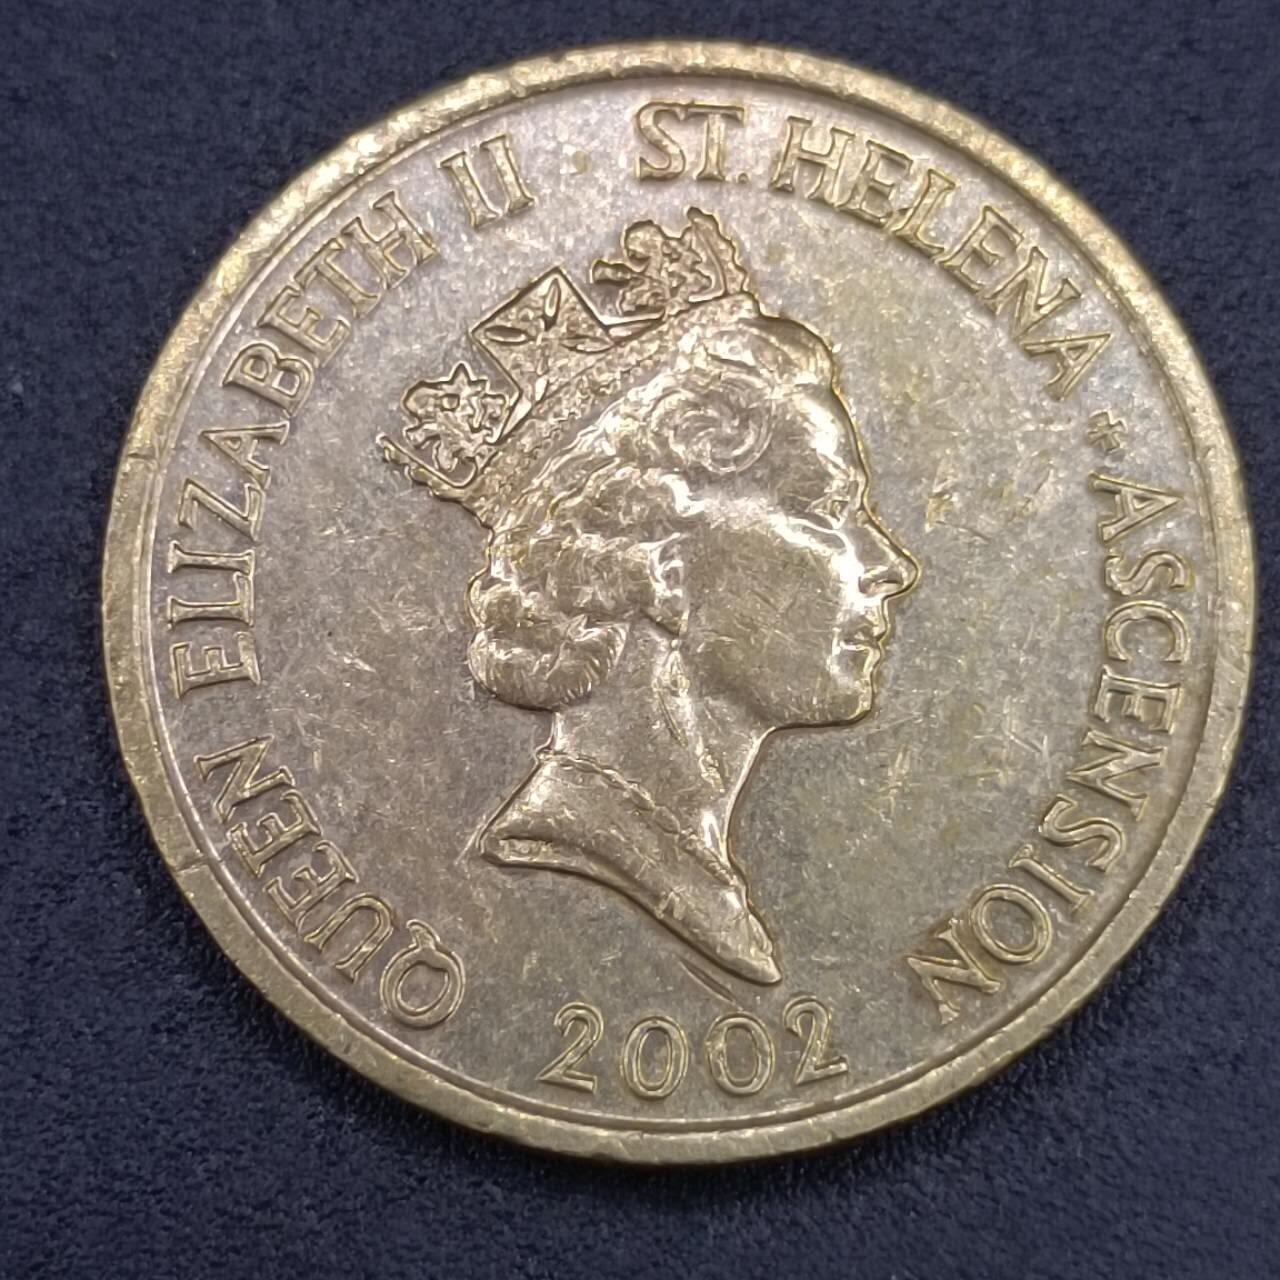 QUEEN ELIZABETH II · ST. HELENA + ASCENSION
2002